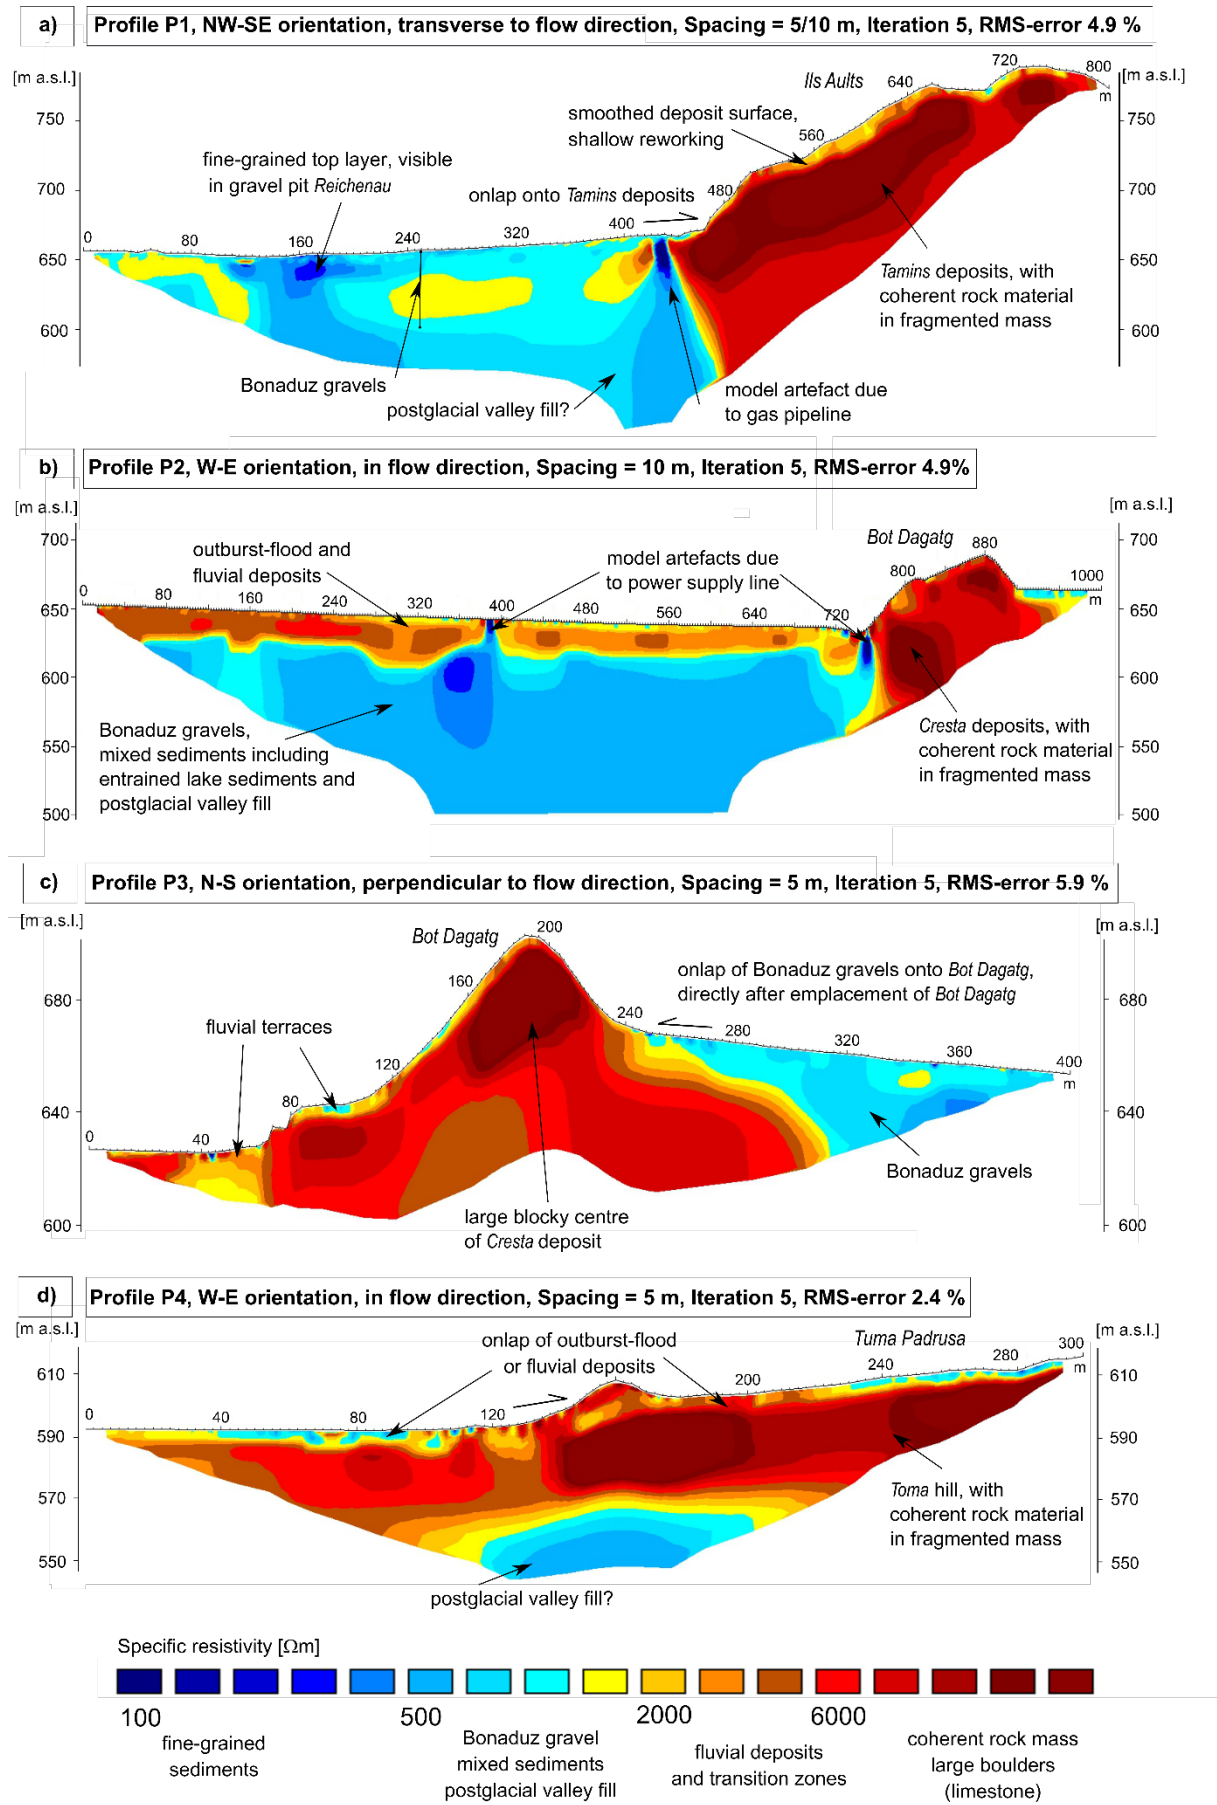 a) Profile P1, NW-SE orientation, transverse to flow direction, Spacing = 5/10 m, Iteration 5, RMS-error 4.9 %
[m a.s.l.]
[m a.s.l.]
750
700
650
600
750
700
650
600
0 80 160 240 320 400 480 560 640 720 800
m
Ils Aults
smoothed deposit surface,
shallow reworking
fine-grained top layer, visible
in gravel pit Reichenau
onlap onto Tamins deposits
Tamins deposits, with
coherent rock material
in fragmented mass
Bonaduz gravels
postglacial valley fill?
model artefact due
to gas pipeline
b) Profile P2, W-E orientation, in flow direction, Spacing = 10 m, Iteration 5, RMS-error 4.9%
[m a.s.l.]
[m a.s.l.]
700
650
600
550
500
700
650
600
550
500
0 80 160 240 320 400 480 560 640 720 800 880 1000
m
Bot Dagatg
outburst-flood and
fluvial deposits
model artefacts due
to power supply line
Bonaduz gravels,
mixed sediments including
entrained lake sediments and
postglacial valley fill
Cresta deposits, with
coherent rock material
in fragmented mass
c) Profile P3, N-S orientation, perpendicular to flow direction, Spacing = 5 m, Iteration 5, RMS-error 5.9 %
[m a.s.l.]
[m a.s.l.]
680
640
600
680
640
600
0 40 80 120 160 200 240 280 320 360 400
m
Bot Dagatg
onlap of Bonaduz gravels onto Bot Dagatg,
directly after emplacement of Bot Dagatg
fluvial terraces
Bonaduz gravels
large blocky centre
of Cresta deposit
d) Profile P4, W-E orientation, in flow direction, Spacing = 5 m, Iteration 5, RMS-error 2.4 %
[m a.s.l.]
[m a.s.l.]
610
590
570
550
610
590
570
550
0 40 80 120 200 240 280 300
m
onlap of outburst-flood
or fluvial deposits
Tuma Padrusa
Toma hill, with
coherent rock material
in fragmented mass
postglacial valley fill?
Specific resistivity [Ωm]
100 500 2000 6000
fine-grained
sediments
Bonaduz gravel
mixed sediments
postglacial valley fill
fluvial deposits
and transition zones
coherent rock mass
large boulders
(limestone)